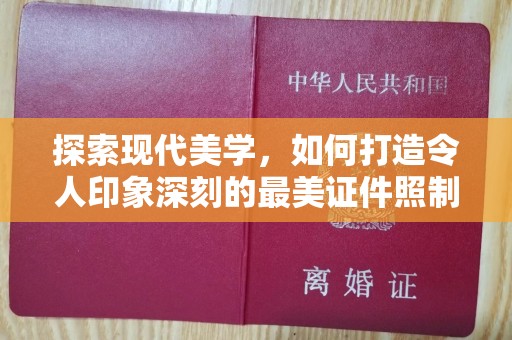 中华人民共和国
探索现代美学，如何打造令
人印象深刻的最美证件照制
离婚证